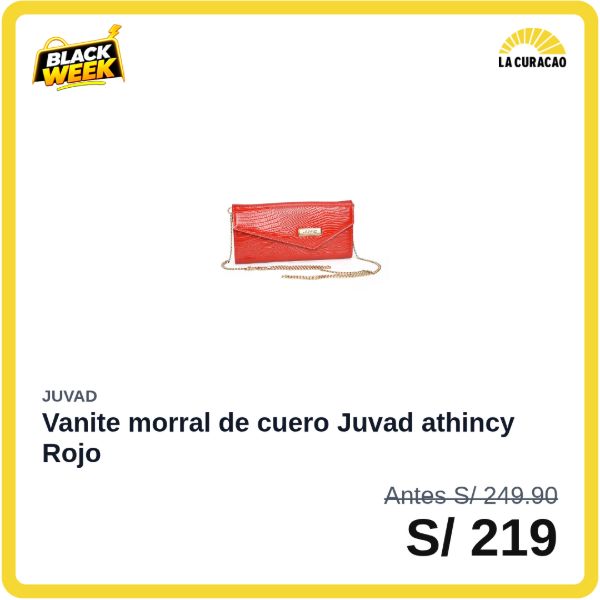 BLACK
WEEK
LA CURACAO
JUVAD
Vanite morral de cuero Juvad athincy
Rojo
Antes S/ 249.90
S/ 219